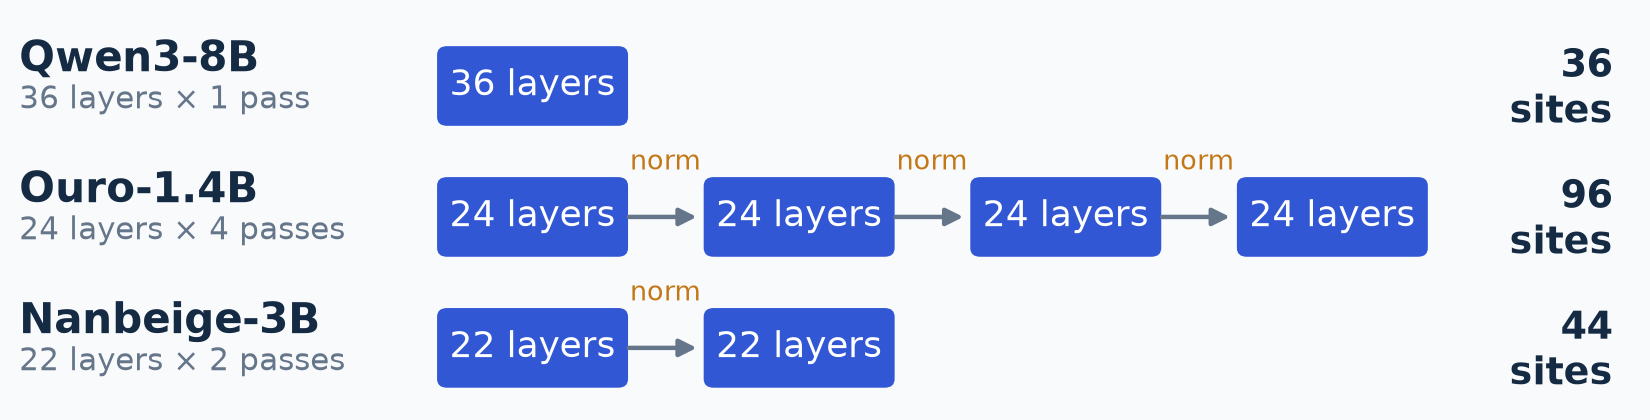 Qwen3-8B
36 layers × 1 pass
36 layers
36
sites
Ouro-1.4B
24 layers × 4 passes
norm
norm
norm
24 layers
24 layers
24 layers
24 layers
96
sites
Nanbeige-3B
22 layers × 2 passes
norm
22 layers
22 layers
44
sites